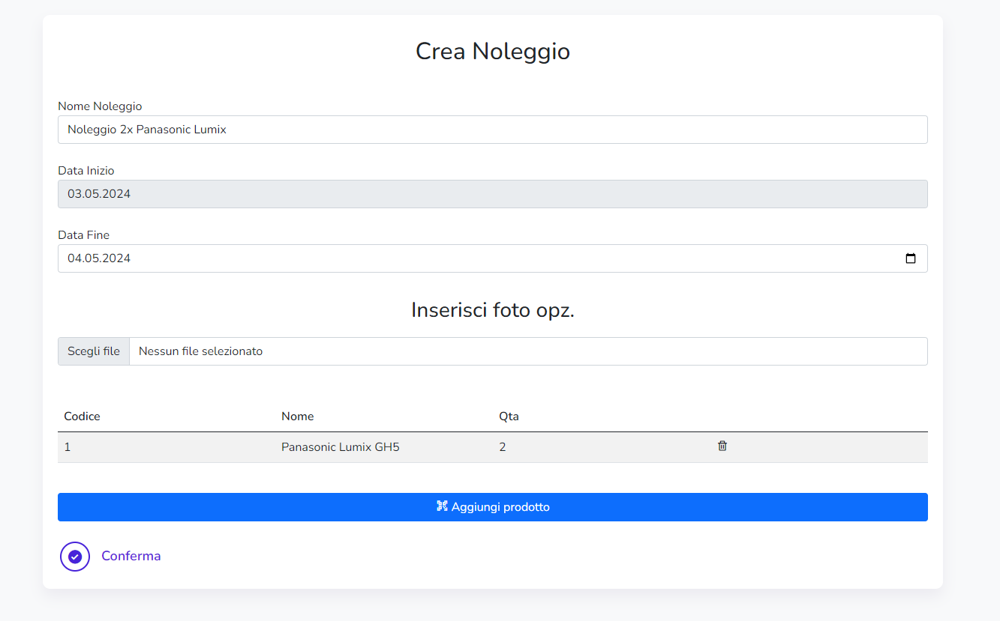 Crea Noleggio
Nome Noleggio
Noleggio 2x Panasonic Lumix
Data Inizio
03.05.2024
Data Fine
04.05.2024
Inserisci foto opz.
Scegli file Nessun file selezionato
Codice Nome Qta
1 Panasonic Lumix GH5 2
Aggiungi prodotto
Conferma